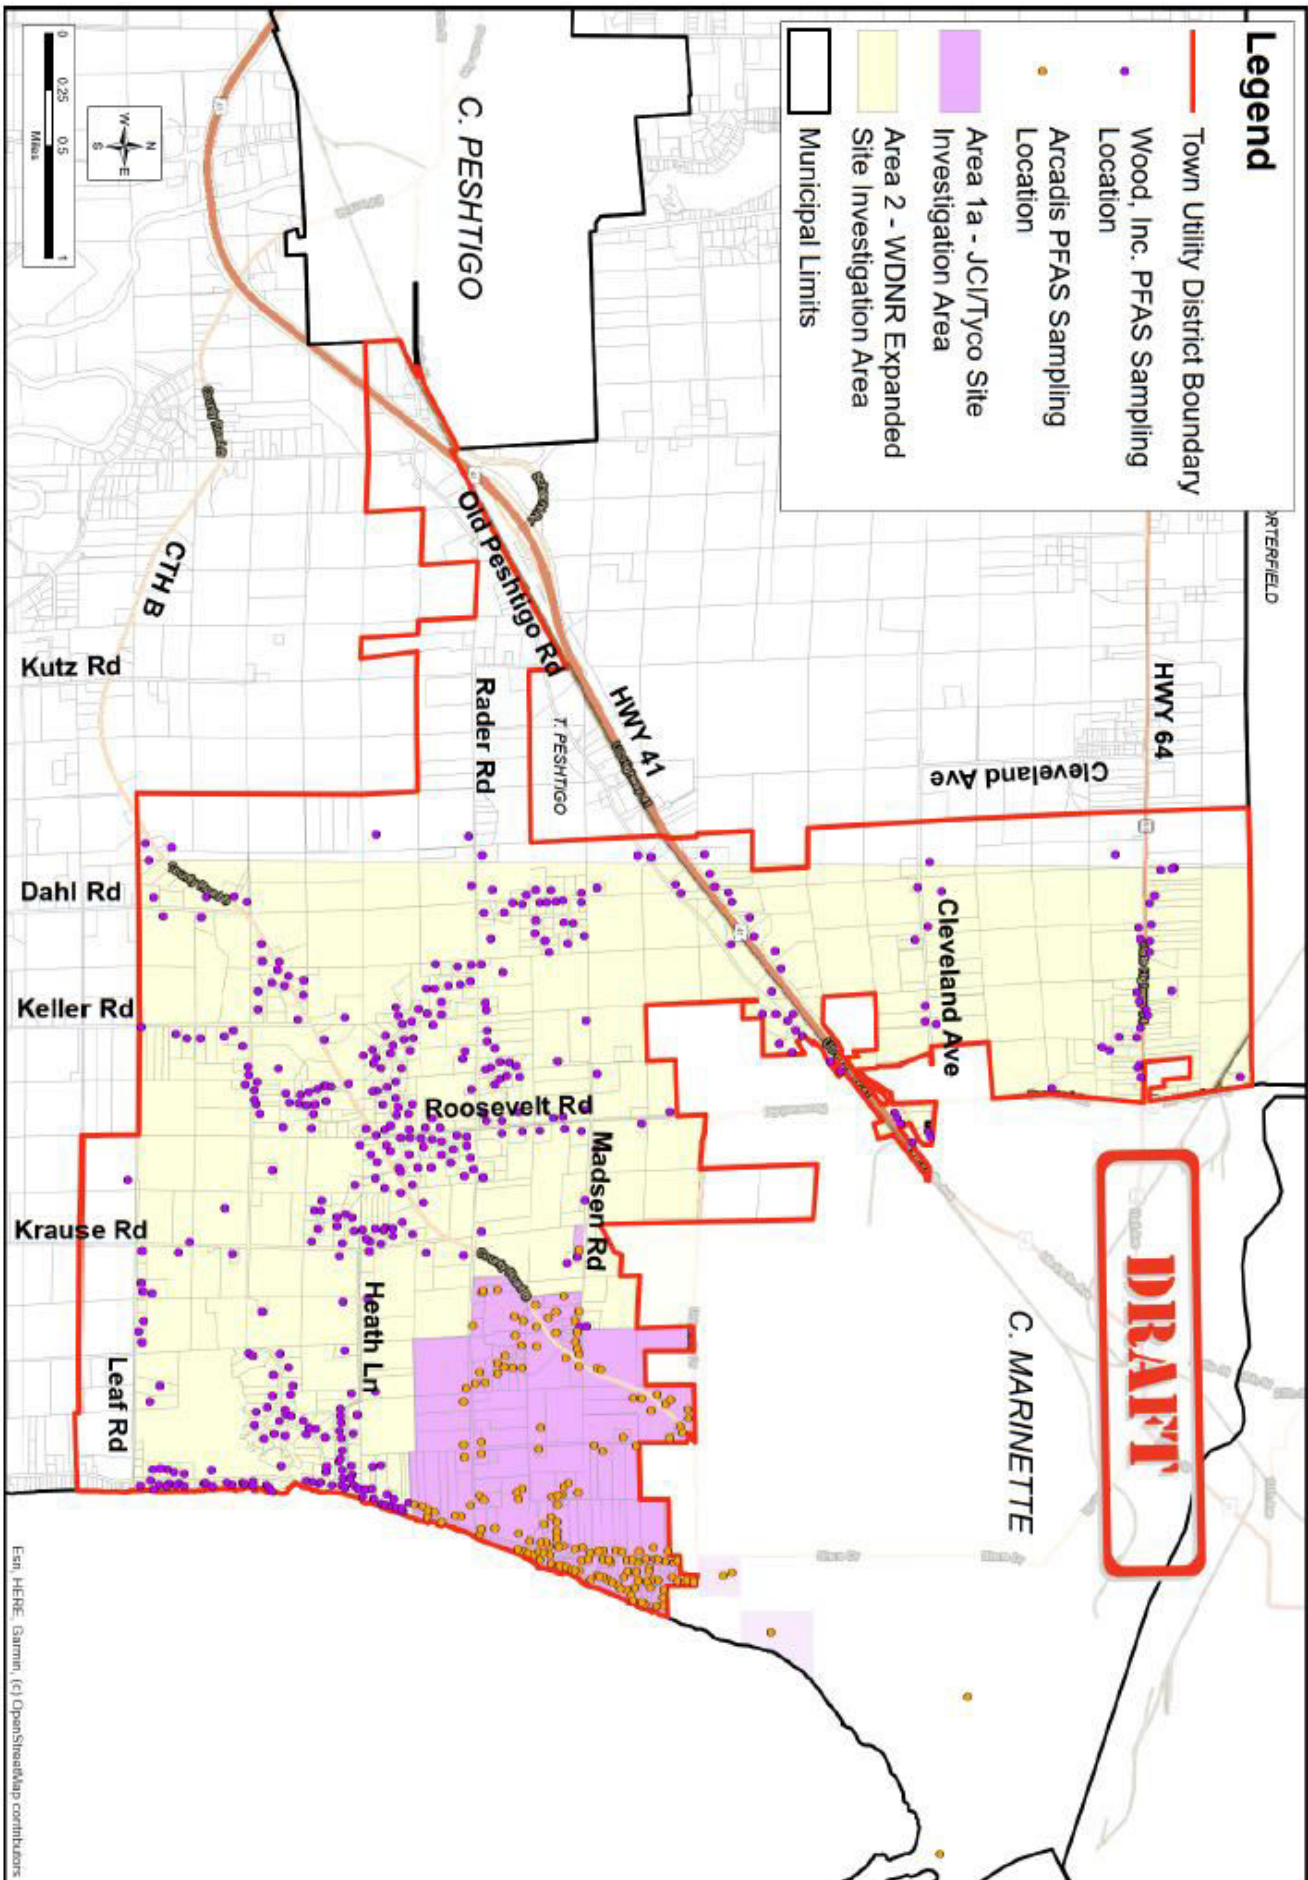 Legend
Town Utility District Boundary
Wood, Inc. PFAS Sampling
Location
Arcadis PFAS Sampling
Location
Area 1a - JCI/Tyco Site
Investigation Area
Area 2 - WDNR Expanded
Site Investigation Area
Municipal Limits
ORTERFIELD
HWY 64
Cleveland Ave
Cleveland Ave
DRAFT
C. MARINETTE
C. PESHTIGO
HWY 41
Old Peshtigo Rd
T. PESHTIGO
Rader Rd
Roosevelt Rd
Madsen Rd
Heath Ln
Leaf Rd
CTH B
Kutz Rd
Dahl Rd
Keller Rd
Krause Rd
N
W
E
S
0 0.25 0.5 1
Miles
Esri, HERE, Garmin, (c) OpenStreetMap contributors